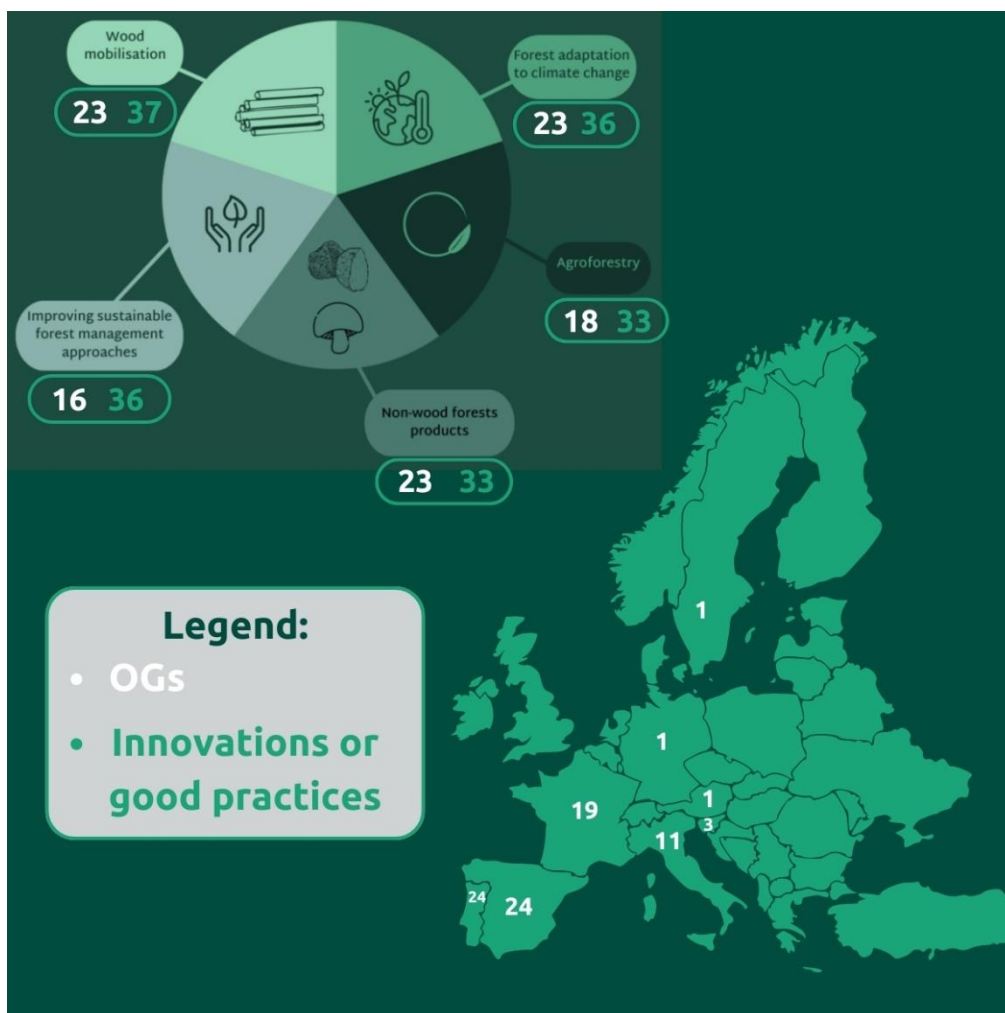 Wood
mobilisation
23 37
Forest adaptation
to climate change
23 36
Agroforestry
18 33
Improving sustainable
forest management
approaches
16 36
Non-wood forests
products
23 33
Legend:
• OGs
• Innovations or
good practices
1
1
1
19
3
11
24
24